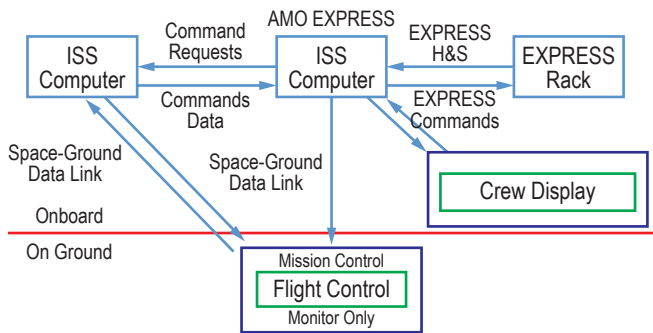 AMO EXPRESS
ISS
Computer
Command
Requests
Commands
Data
ISS
Computer
EXPRESS
H&S
EXPRESS
Commands
EXPRESS
Rack
Space-Ground
Data Link
Space-Ground
Data Link
Crew Display
Onboard
On Ground
Mission Control
Flight Control
Monitor Only